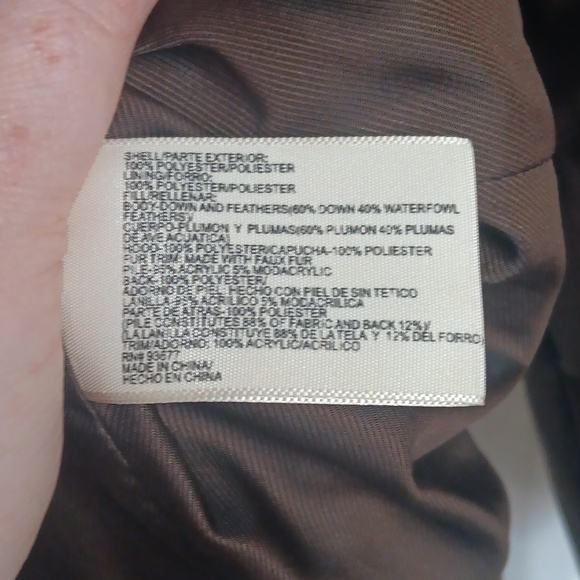 SHELL/PARTE EXTERIOR:
100% POLYESTER/POLIESTER
LINING/FORRO:
100% POLYESTER/POLIESTER
FILL/RELLENAR:
BODY-DOWN AND FEATHERS(60% DOWN 40% WATERFOWL
FEATHERS)/
CUERPO-PLUMON Y PLUMAS(60% PLUMON 40% PLUMAS
DE AVE ACUATICA)
HOOD-100% POLYESTER/CAPUCHA-100% POLIESTER
FUR TRIM: MADE WITH FAUX FUR
PILE-95% ACRYLIC 5% MODACRYLIC
BACK-100% POLYESTER/
ADORNO DE PIEL: HECHO CON PIEL DE SIN TETICO
LANILLA-95% ACRILICO 5% MODACRILICA
PARTE DE ATRAS-100% POLIESTER
(PILE CONSTITUTES 88% OF FABRIC AND BACK 12%)/
(LA LANILLA CONSTITUYE 88% DE LA TELA Y 12% DEL FORRO)
TRIM/ADORNO: 100% ACRYLIC/ACRILICO
RN# 93677
MADE IN CHINA/
HECHO EN CHINA